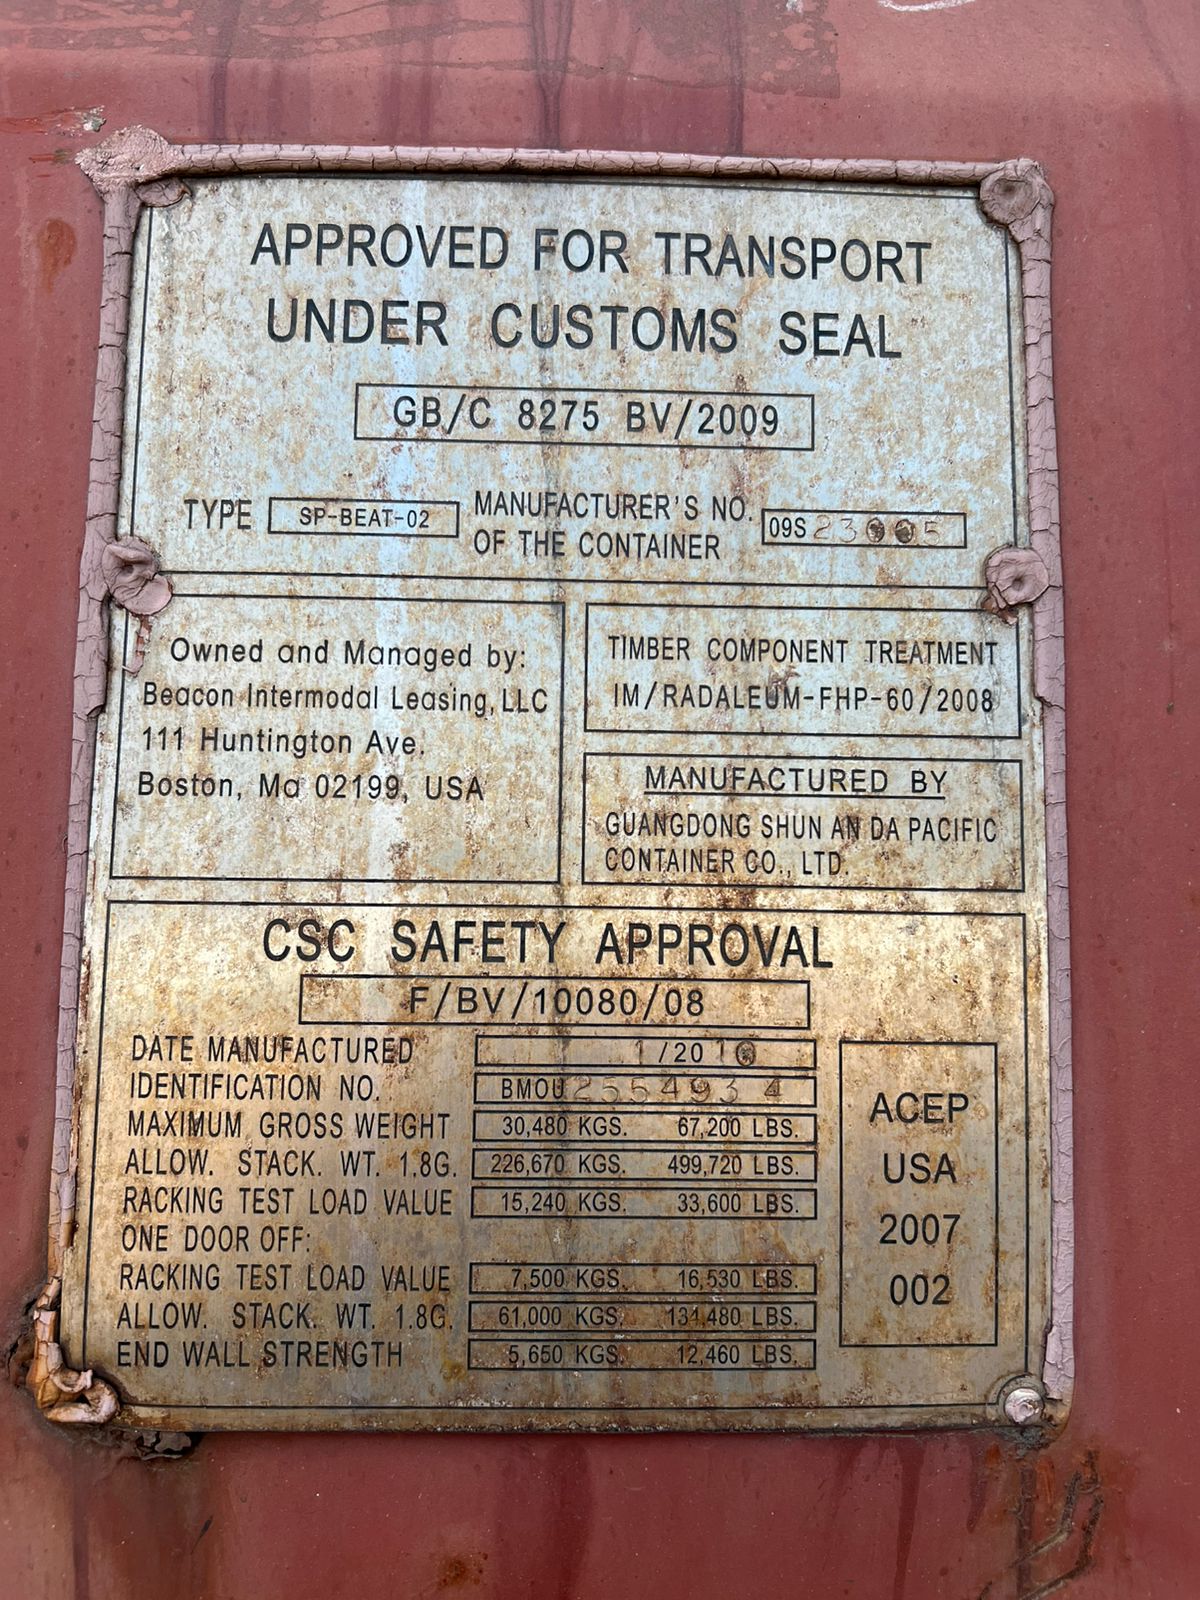 APPROVED FOR TRANSPORT
UNDER CUSTOMS SEAL
GB/C 8275 BV/2009
TYPE SP-BEAT-02 MANUFACTURER'S NO. OF THE CONTAINER 09S 23005
Owned and Managed by:
Beacon Intermodal Leasing, LLC
111 Huntington Ave.
Boston, Ma 02199, USA
TIMBER COMPONENT TREATMENT
IM/RADALEUM-FHP-60/2008
MANUFACTURED BY
GUANGDONG SHUN AN DA PACIFIC
CONTAINER CO., LTD.
CSC SAFETY APPROVAL
F/BV/10080/08
DATE MANUFACTURED 1/2010
IDENTIFICATION NO. BMOU 255493 4
MAXIMUM GROSS WEIGHT 30,480 KGS. 67,200 LBS.
ALLOW. STACK. WT. 1.8G. 226,670 KGS. 499,720 LBS.
RACKING TEST LOAD VALUE 15,240 KGS. 33,600 LBS.
ONE DOOR OFF:
RACKING TEST LOAD VALUE 7,500 KGS. 16,530 LBS.
ALLOW. STACK. WT. 1.8G. 61,000 KGS. 134,480 LBS.
END WALL STRENGTH 5,650 KGS. 12,460 LBS.
ACEP
USA
2007
002